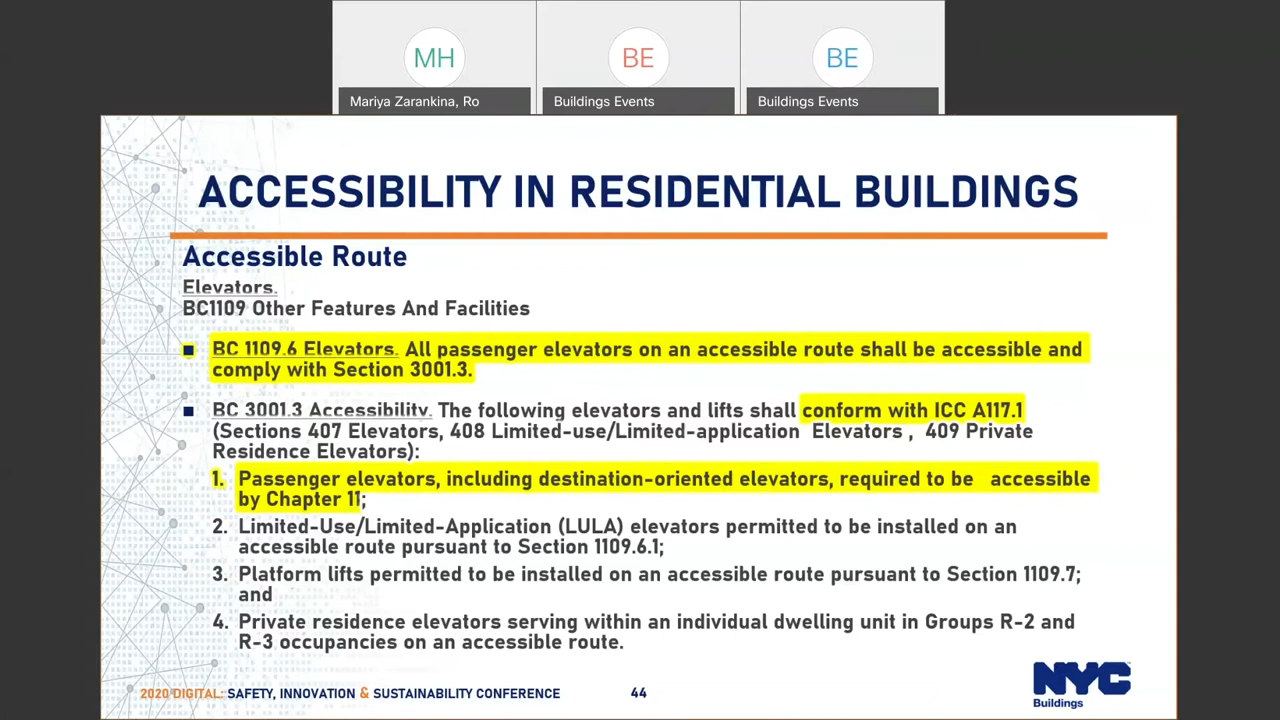 MH
BE
BE
Mariya Zarankina, Ro
Buildings Events
Buildings Events
ACCESSIBILITY IN RESIDENTIAL BUILDINGS
Accessible Route
Elevators.
BC1109 Other Features And Facilities
■ BC 1109.6 Elevators. All passenger elevators on an accessible route shall be accessible and
comply with Section 3001.3.
■ BC 3001.3 Accessibility. The following elevators and lifts shall conform with ICC A117.1
(Sections 407 Elevators, 408 Limited-use/Limited-application Elevators , 409 Private
Residence Elevators):
1. Passenger elevators, including destination-oriented elevators, required to be accessible
by Chapter 11;
2. Limited-Use/Limited-Application (LULA) elevators permitted to be installed on an
accessible route pursuant to Section 1109.6.1;
3. Platform lifts permitted to be installed on an accessible route pursuant to Section 1109.7;
and
4. Private residence elevators serving within an individual dwelling unit in Groups R-2 and
R-3 occupancies on an accessible route.
2020 DIGITAL: SAFETY, INNOVATION & SUSTAINABILITY CONFERENCE
44
NYC
Buildings